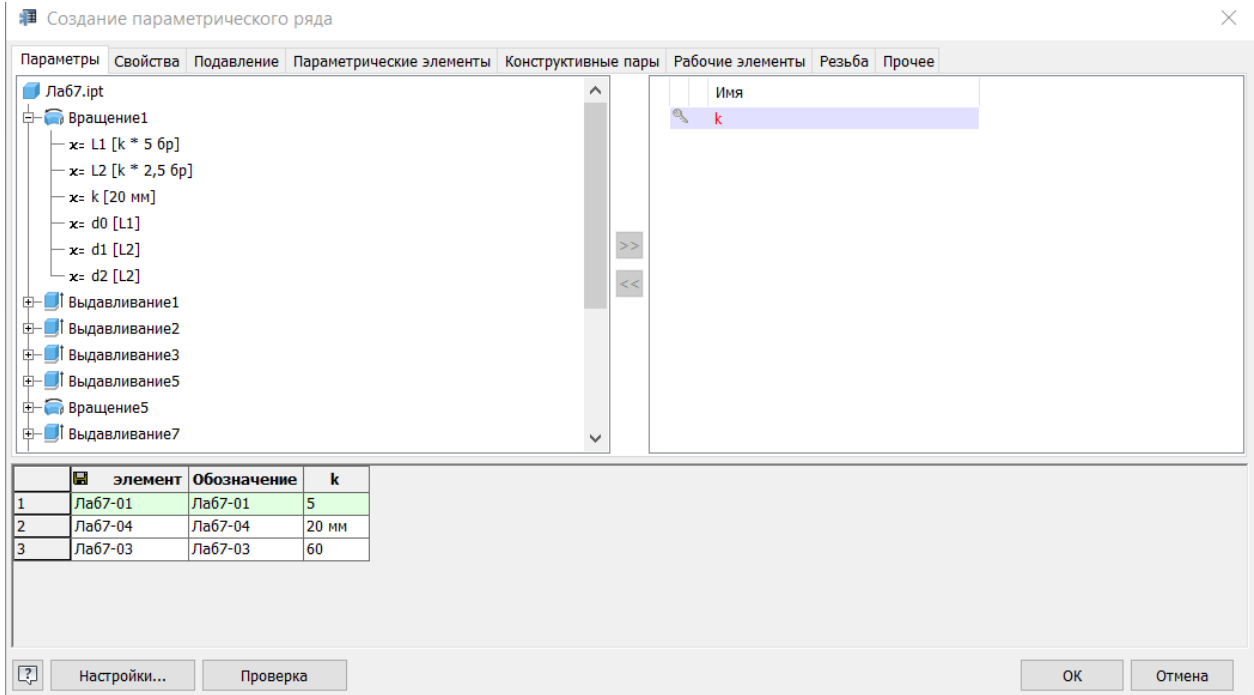 Создание параметрического ряда
Параметры Свойства Подавление Параметрические элементы Конструктивные пары Рабочие элементы Резьба Прочее
Лаб7.ipt
Вращение1
x= L1 [k * 5 бр]
x= L2 [k * 2,5 бр]
x= k [20 мм]
x= d0 [L1]
x= d1 [L2]
x= d2 [L2]
Выдавливание1
Выдавливание2
Выдавливание3
Выдавливание5
Вращение5
Выдавливание7
>>
<<
Имя
k
элемент Обозначение k
1 Лаб7-01 Лаб7-01 5
2 Лаб7-04 Лаб7-04 20 мм
3 Лаб7-03 Лаб7-03 60
? Настройки... Проверка ОК Отмена